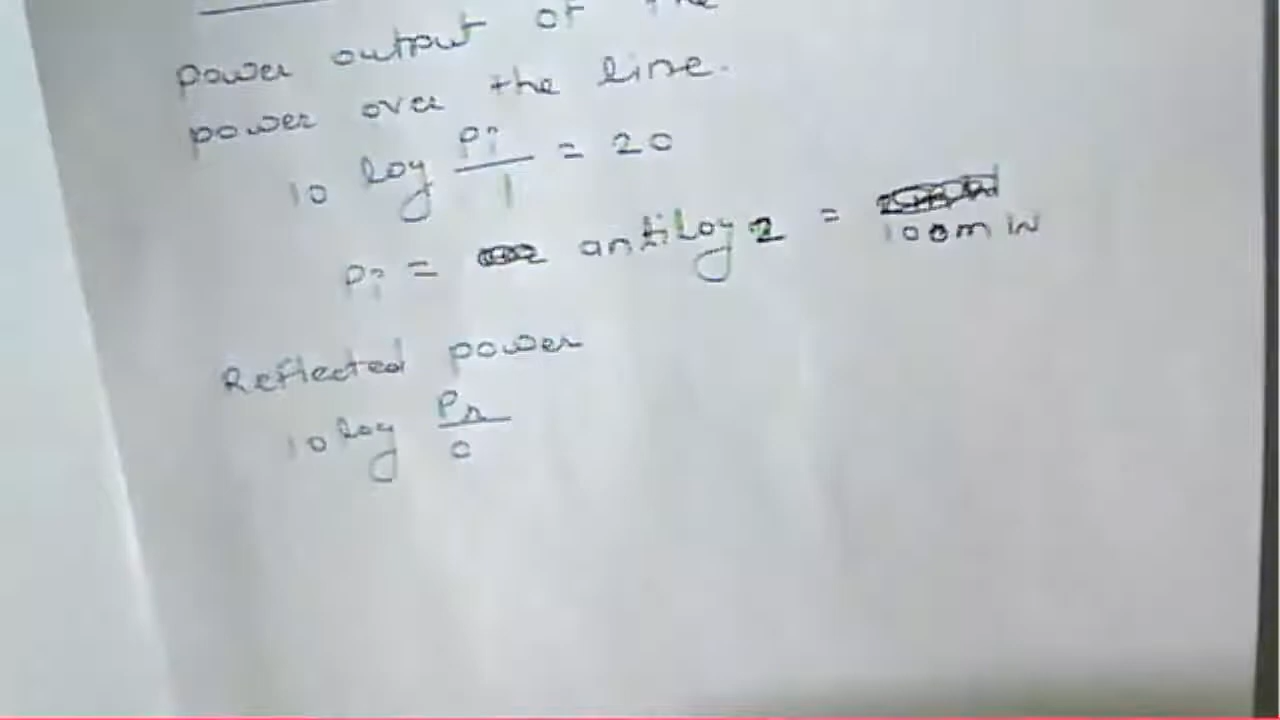 power output of the
power over the line.
10 log Pi/1 = 20
Pi = antilog 2 =
100mW
Reflected power
10 log Pr/0